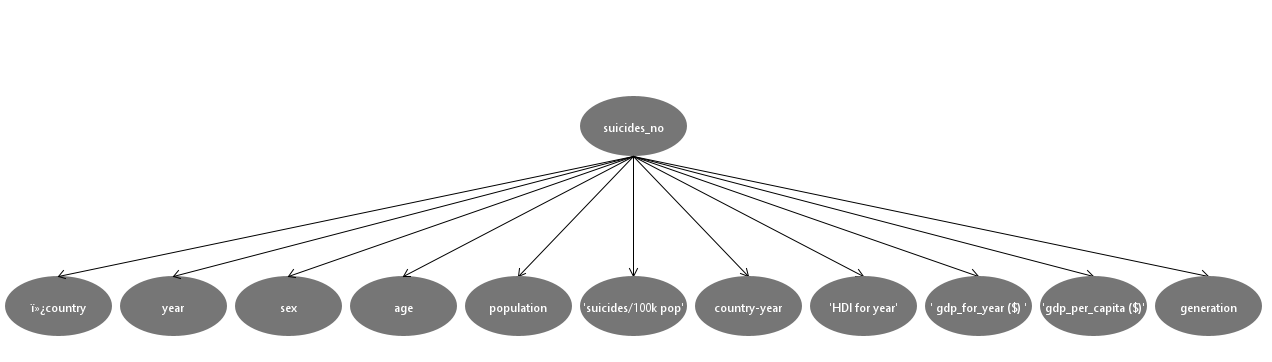 suicides_no
ï»¿country
year
sex
age
population
'suicides/100k pop'
country-year
'HDI for year'
' gdp_for_year ($) '
'gdp_per_capita ($)'
generation